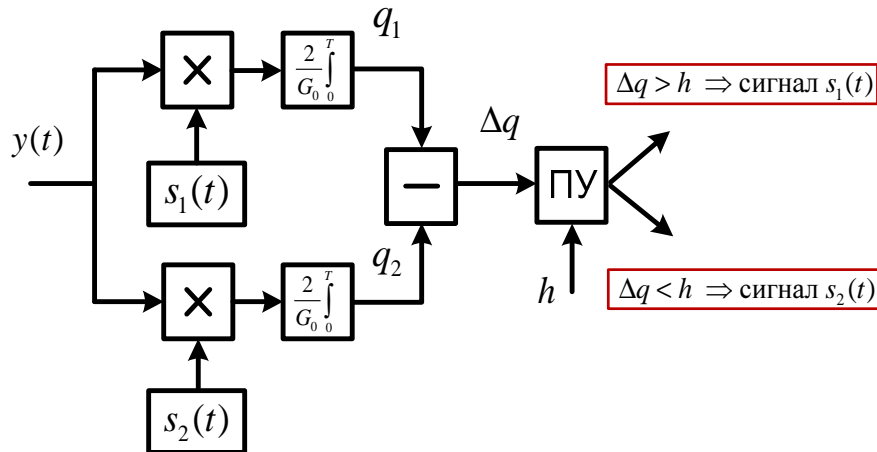 q₁
× 2/G₀ ∫₀ᵀ
Δq > h ⇒ сигнал s₁(t)
y(t)
Δq
s₁(t)
− ПУ
q₂
h
Δq < h ⇒ сигнал s₂(t)
× 2/G₀ ∫₀ᵀ
s₂(t)